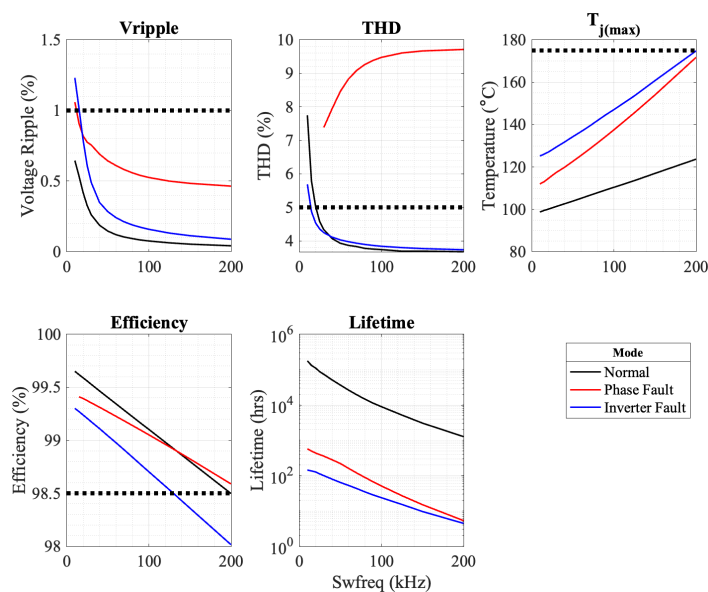 Vripple
1.5
1
0.5
0
0
100
200
Voltage Ripple (%)
THD
10
9
8
7
6
5
4
0
100
200
THD (%)
Tj(max)
180
160
140
120
100
80
0
100
200
Temperature (°C)
Efficiency
100
99.5
99
98.5
98
0
100
200
Efficiency (%)
Lifetime
10^6
10^4
10^2
10^0
0
100
200
Lifetime (hrs)
Swfreq (kHz)
Mode
Normal
Phase Fault
Inverter Fault